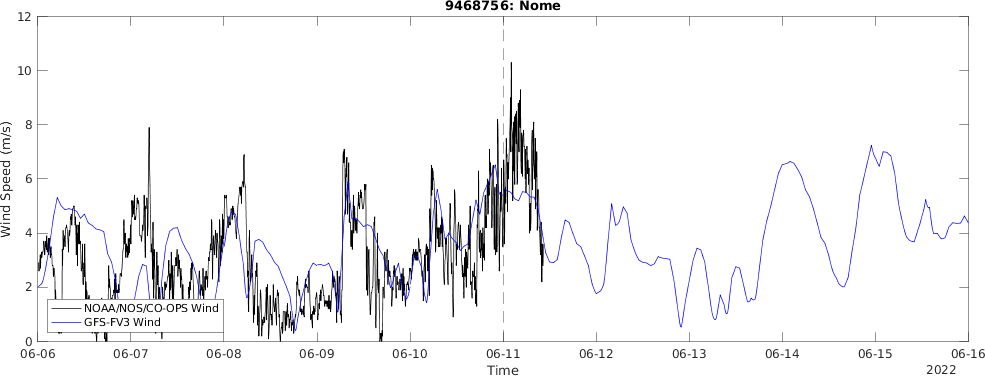 9468756: Nome
12
10
8
6
4
2
0
Wind Speed (m/s)
NOAA/NOS/CO-OPS Wind
GFS-FV3 Wind
06-06 06-07 06-08 06-09 06-10 06-11 06-12 06-13 06-14 06-15 06-16
Time
2022